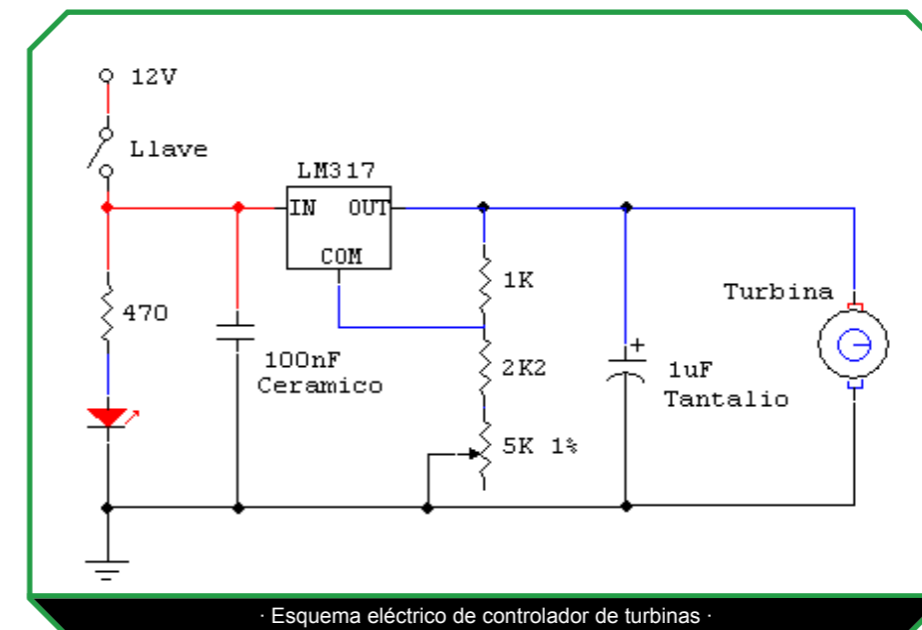 12V
Llave
LM317
IN OUT
COM
470
100nF
Ceramico
1K
2K2
5K 1%
+
1uF
Tantalio
Turbina
· Esquema eléctrico de controlador de turbinas ·